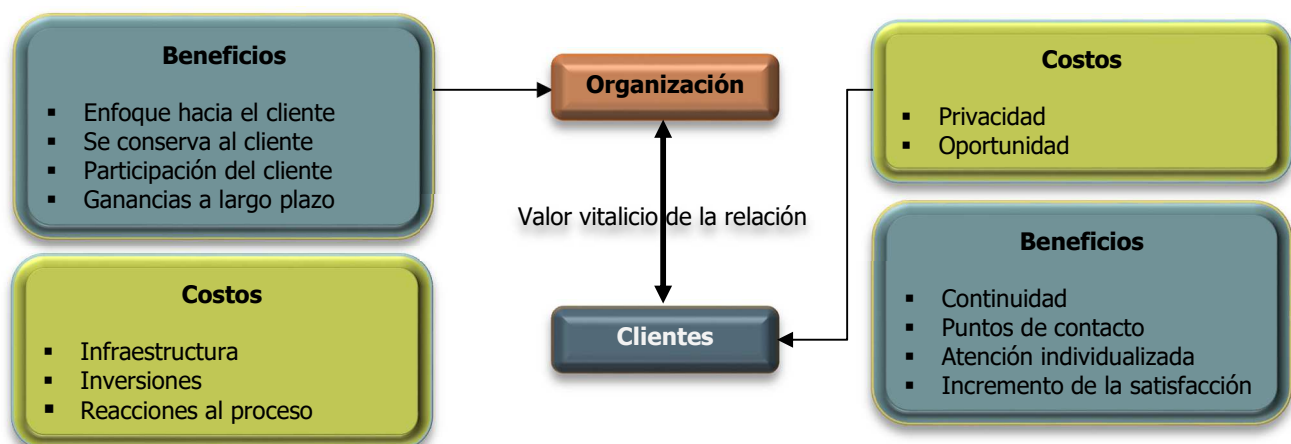 Beneficios
Enfoque hacia el cliente
Se conserva al cliente
Participación del cliente
Ganancias a largo plazo
Costos
Infraestructura
Inversiones
Reacciones al proceso
Organización
Valor vitalicio de la relación
Clientes
Costos
Privacidad
Oportunidad
Beneficios
Continuidad
Puntos de contacto
Atención individualizada
Incremento de la satisfacción